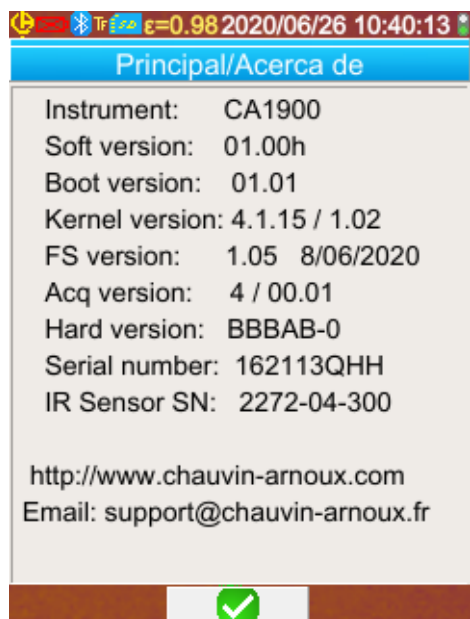 ε=0.98 2020/06/26 10:40:13
Principal/Acerca de
Instrument: CA1900
Soft version: 01.00h
Boot version: 01.01
Kernel version: 4.1.15 / 1.02
FS version: 1.05 8/06/2020
Acq version: 4 / 00.01
Hard version: BBBAB-0
Serial number: 162113QHH
IR Sensor SN: 2272-04-300
http://www.chauvin-arnoux.com
Email: support@chauvin-arnoux.fr